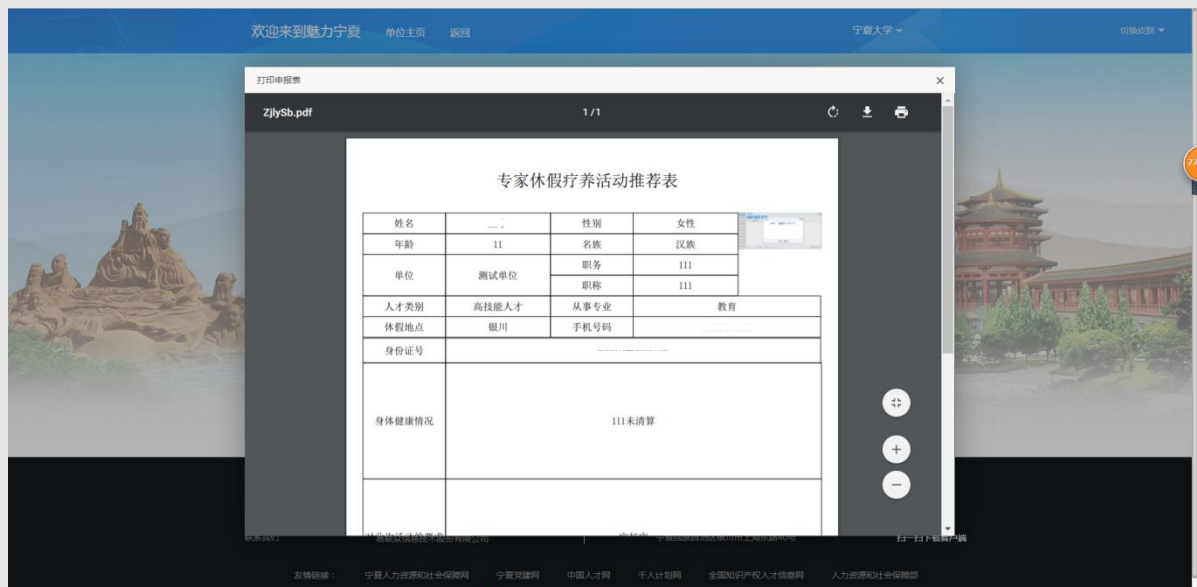 欢迎来到魅力宁夏 单位主页 返回 宁夏大学 切换皮肤
打印申报表
ZjlySb.pdf 1/1
专家休假疗养活动推荐表
姓名 性别 女性
年龄 11 名族 汉族
单位 测试单位 职务 111
职称 111
人才类别 高技能人才 从事专业 教育
休假地点 银川 手机号码
身份证号
身体健康情况 111未清算
扫一扫下载客户端
友情链接： 宁夏人力资源和社会保障网 宁夏党建网 中国人才网 千人计划网 全国知识产权人才信息网 人力资源和社会保障部